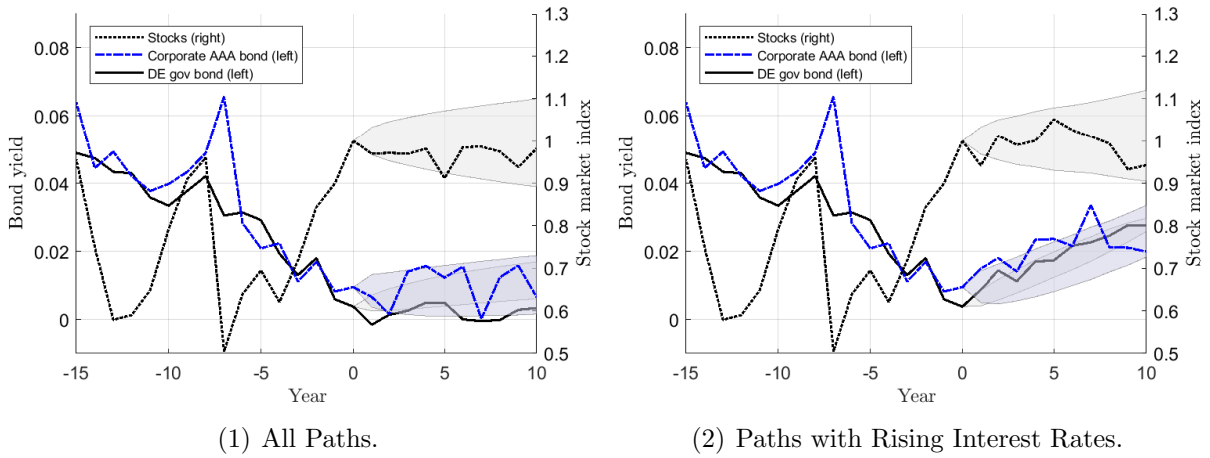 Stocks (right)
Corporate AAA bond (left)
DE gov bond (left)
Bond yield
0.08
0.06
0.04
0.02
0
1.3
1.2
1.1
1
0.9
0.8
0.7
0.6
0.5
Stock market index
-15
-10
-5
0
5
10
Year
(1) All Paths.
Stocks (right)
Corporate AAA bond (left)
DE gov bond (left)
Bond yield
0.08
0.06
0.04
0.02
0
1.3
1.2
1.1
1
0.9
0.8
0.7
0.6
0.5
Stock market index
-15
-10
-5
0
5
10
Year
(2) Paths with Rising Interest Rates.